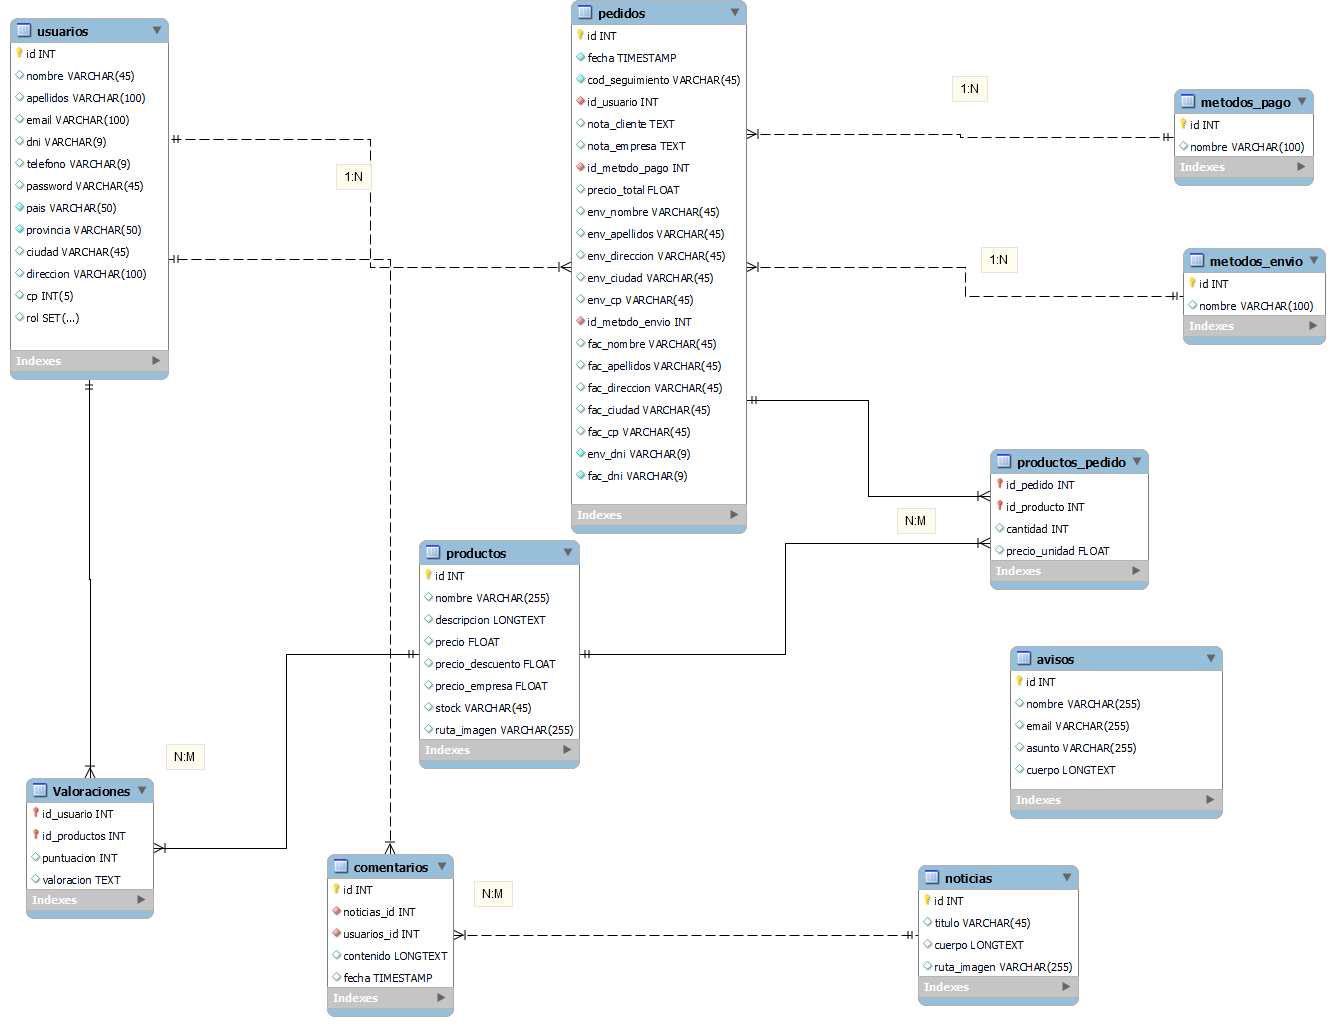 usuarios
id INT
nombre VARCHAR(45)
apellidos VARCHAR(100)
email VARCHAR(100)
dni VARCHAR(9)
telefono VARCHAR(9)
password VARCHAR(45)
pais VARCHAR(50)
provincia VARCHAR(50)
ciudad VARCHAR(45)
direccion VARCHAR(100)
cp INT(5)
rol SET(...)
Indexes
1:N
pedidos
id INT
fecha TIMESTAMP
cod_seguimiento VARCHAR(45)
id_usuario INT
nota_cliente TEXT
nota_empresa TEXT
id_metodo_pago INT
precio_total FLOAT
env_nombre VARCHAR(45)
env_apellidos VARCHAR(45)
env_direccion VARCHAR(45)
env_ciudad VARCHAR(45)
env_cp VARCHAR(45)
id_metodo_envio INT
fac_nombre VARCHAR(45)
fac_apellidos VARCHAR(45)
fac_direccion VARCHAR(45)
fac_ciudad VARCHAR(45)
fac_cp VARCHAR(45)
env_dni VARCHAR(9)
fac_dni VARCHAR(9)
Indexes
1:N
metodos_pago
id INT
nombre VARCHAR(100)
Indexes
1:N
metodos_envio
id INT
nombre VARCHAR(100)
Indexes
productos_pedido
id_pedido INT
id_producto INT
cantidad INT
precio_unidad FLOAT
Indexes
N:M
productos
id INT
nombre VARCHAR(255)
descripcion LONGTEXT
precio FLOAT
precio_descuento FLOAT
precio_empresa FLOAT
stock VARCHAR(45)
ruta_imagen VARCHAR(255)
Indexes
avisos
id INT
nombre VARCHAR(255)
email VARCHAR(255)
asunto VARCHAR(255)
cuerpo LONGTEXT
Indexes
N:M
Valoraciones
id_usuario INT
id_productos INT
puntuacion INT
valoracion TEXT
Indexes
comentarios
id INT
noticias_id INT
usuarios_id INT
contenido LONGTEXT
fecha TIMESTAMP
Indexes
N:M
noticias
id INT
titulo VARCHAR(45)
cuerpo LONGTEXT
ruta_imagen VARCHAR(255)
Indexes